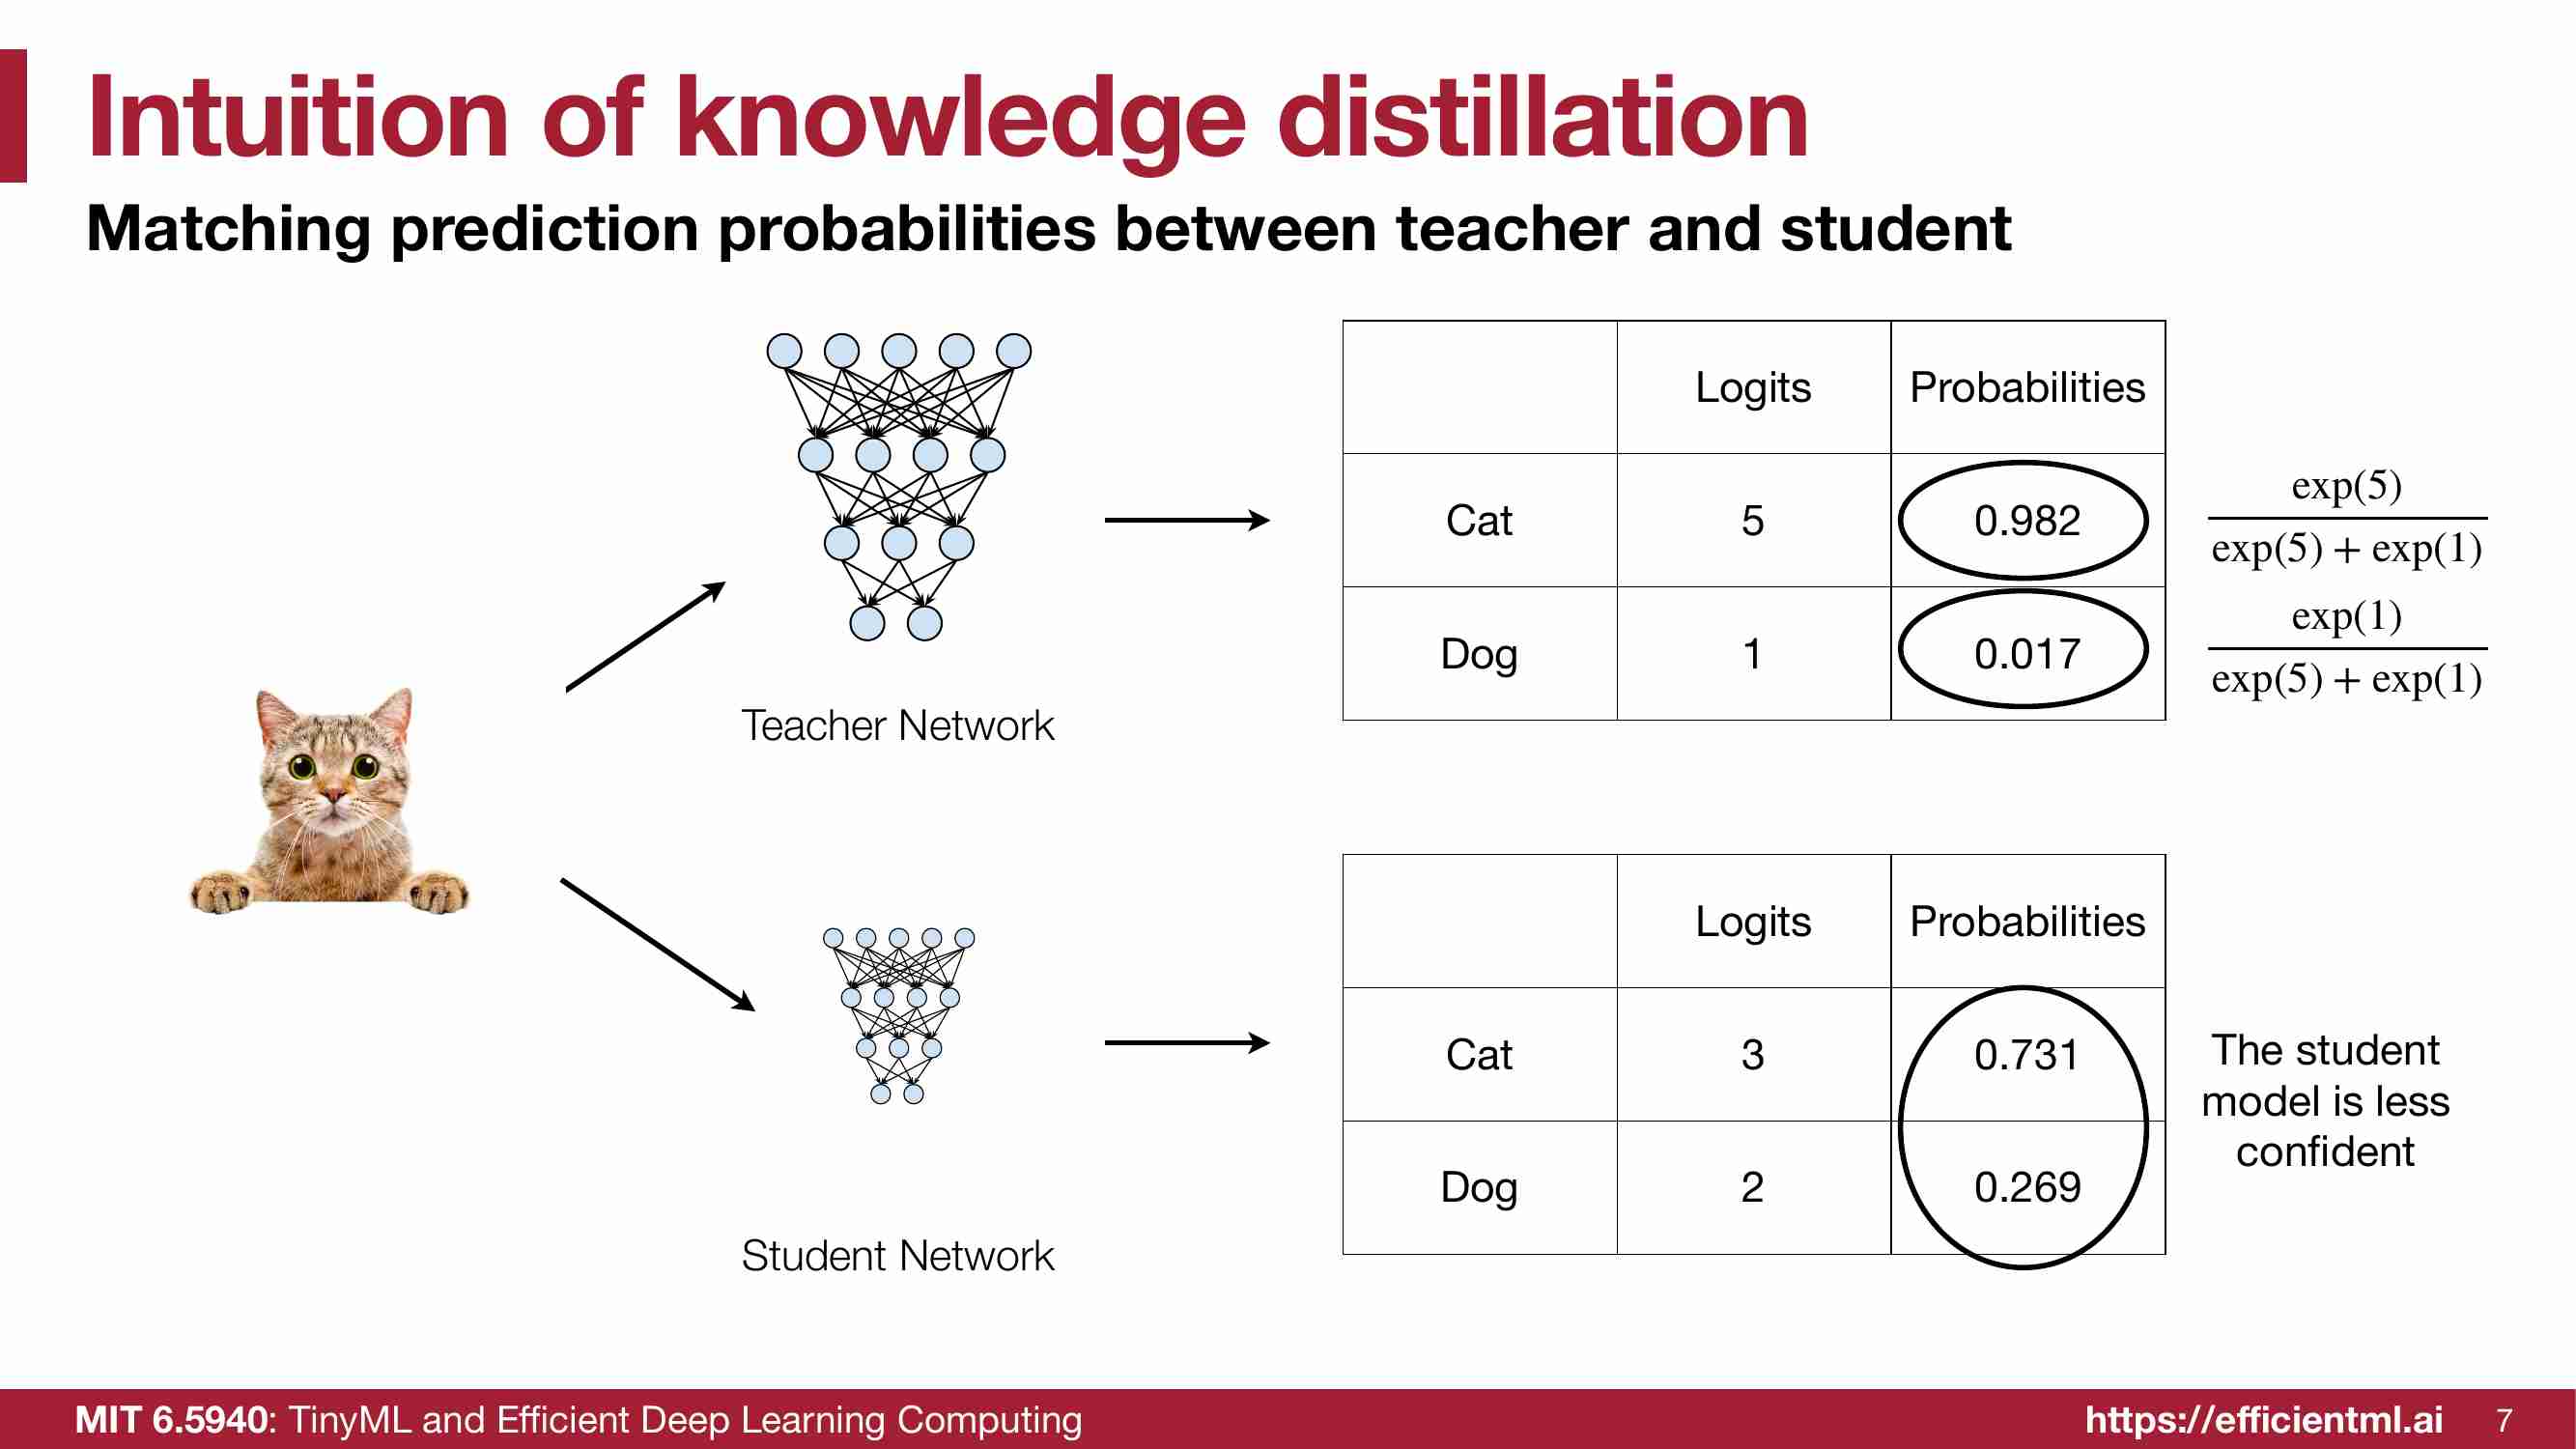 Intuition of knowledge distillation
Matching prediction probabilities between teacher and student
Logits Probabilities
Cat 5 0.982
Dog 1 0.017
exp(5)
exp(5) + exp(1)
exp(1)
exp(5) + exp(1)
Teacher Network
Logits Probabilities
Cat 3 0.731
Dog 2 0.269
The student
model is less
confident
Student Network
MIT 6.5940: TinyML and Efficient Deep Learning Computing
https://efficientml.ai 7